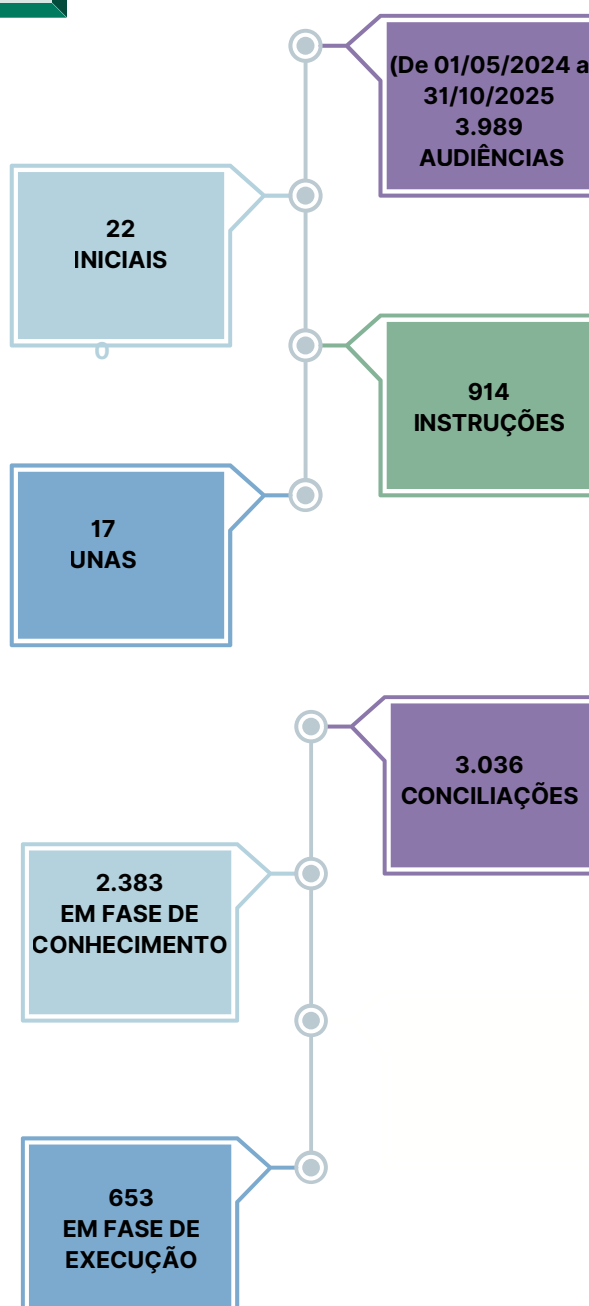 (De 01/05/2024 a
31/10/2025
3.989
AUDIÊNCIAS
22
INICIAIS
0
914
INSTRUÇÕES
17
UNAS
3.036
CONCILIAÇÕES
2.383
EM FASE DE
CONHECIMENTO
653
EM FASE DE
EXECUÇÃO